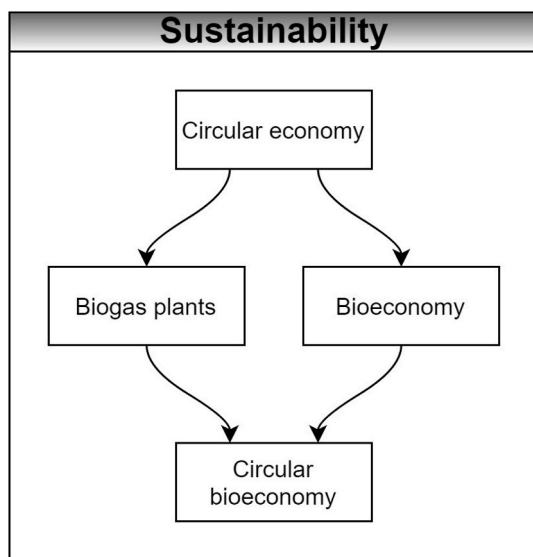 Sustainability
Circular economy
Biogas plants
Bioeconomy
Circular
bioeconomy